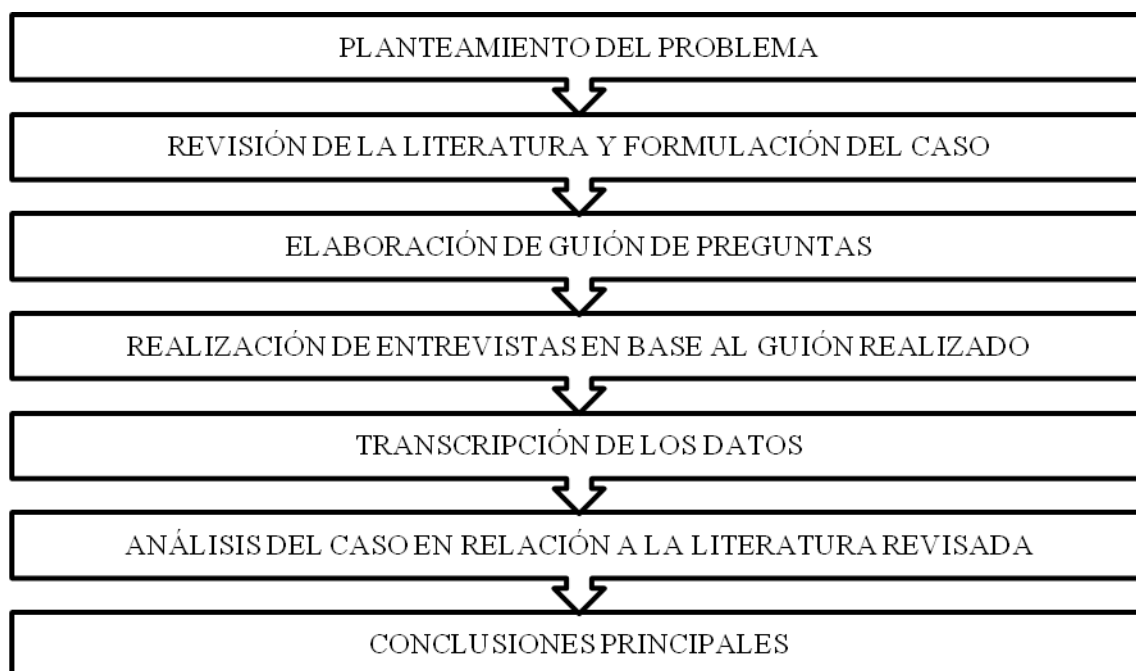 PLANTEAMIENTO DEL PROBLEMA
REVISIÓN DE LA LITERATURA Y FORMULACIÓN DEL CASO
ELABORACIÓN DE GUIÓN DE PREGUNTAS
REALIZACIÓN DE ENTREVISTAS EN BASE AL GUIÓN REALIZADO
TRANSCRIPCIÓN DE LOS DATOS
ANÁLISIS DEL CASO EN RELACIÓN A LA LITERATURA REVISADA
CONCLUSIONES PRINCIPALES